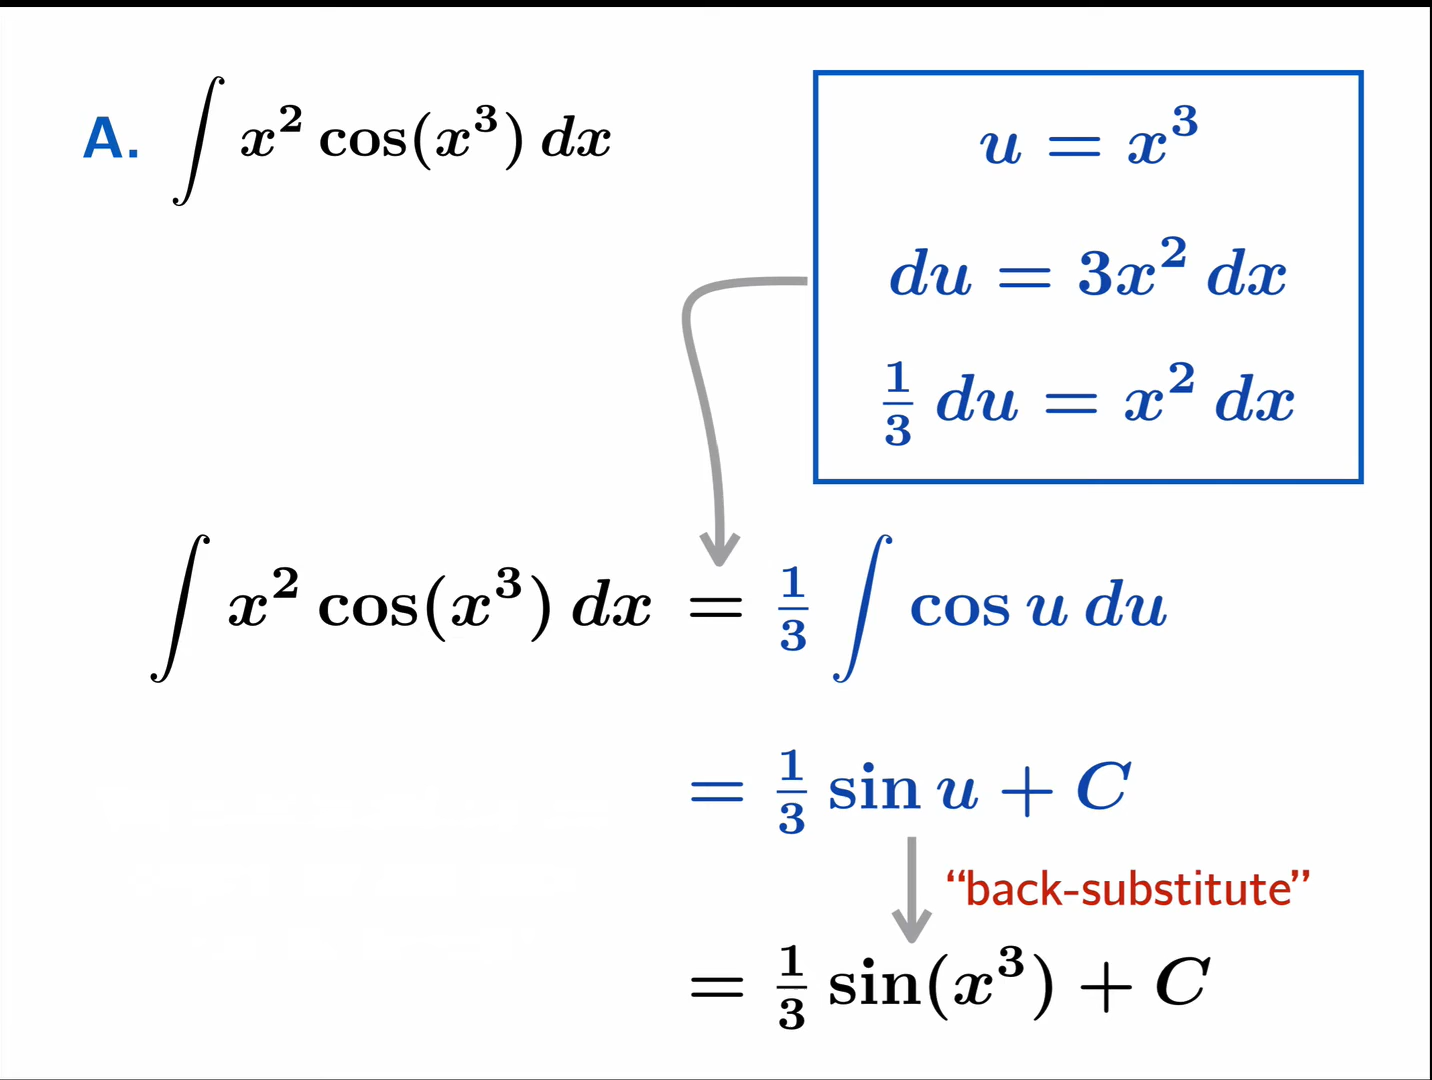 A. ∫ x² cos(x³) dx
u = x³
du = 3x² dx
1/3 du = x² dx
∫ x² cos(x³) dx = 1/3 ∫ cos u du
= 1/3 sin u + C
“back-substitute”
= 1/3 sin(x³) + C